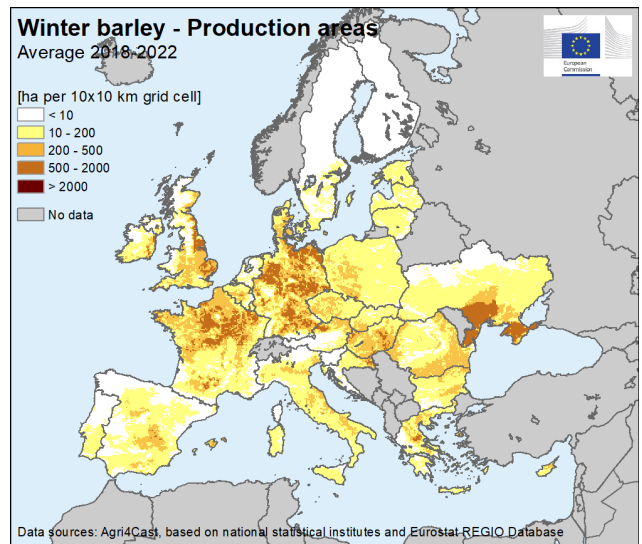 Winter barley - Production areas
Average 2018-2022
European
Commission
[ha per 10x10 km grid cell]
< 10
10 - 200
200 - 500
500 - 2000
> 2000
No data
Data sources: Agri4Cast, based on national statistical institutes and Eurostat REGIO Database